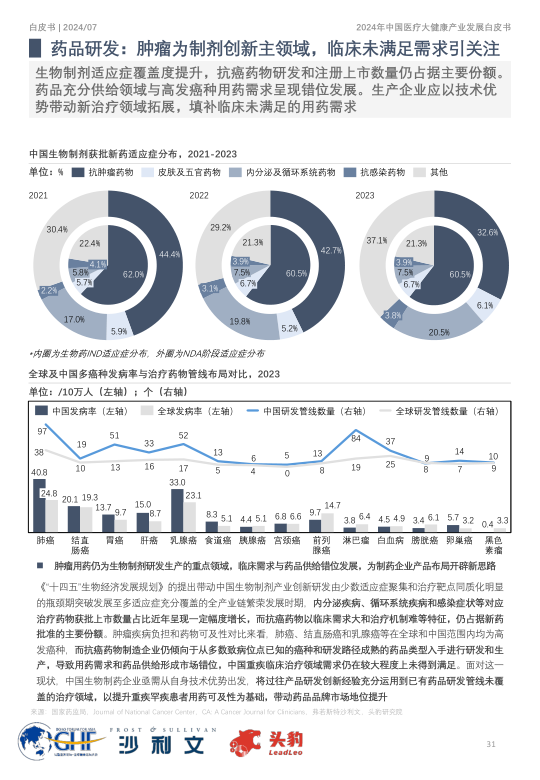 白皮书 | 2024/07
2024年中国医疗大健康产业发展白皮书
药品研发：肿瘤为制剂创新主领域，临床未满足需求引关注
生物制剂适应症覆盖度提升，抗癌药物研发和注册上市数量仍占据主要份额。
药品充分供给领域与高发癌种用药需求呈现错位发展。生产企业应以技术优
势带动新治疗领域拓展，填补临床未满足的用药需求
中国生物制剂获批新药适应症分布，2021-2023
单位：% 抗肿瘤药物 皮肤及五官药物 内分泌及循环系统药物 抗感染药物 其他
2021
30.4%
44.4%
22.4%
4.1%
5.8%
5.7%
62.0%
2.2%
17.0%
5.9%
2022
29.2%
42.7%
21.3%
3.9%
7.5%
6.7%
60.5%
3.1%
19.8%
5.2%
2023
37.1%
32.6%
21.3%
3.9%
7.5%
6.7%
60.5%
3.8%
6.1%
20.5%
*内圈为生物药IND适应症分布，外圈为NDA阶段适应症分布
全球及中国多癌种发病率与治疗药物管线布局对比，2023
单位：/10万人（左轴）；个（右轴）
中国发病率（左轴） 全球发病率（左轴） 中国研发管线数量（右轴） 全球研发管线数量（右轴）
97 19 51 33 52 13 6 5 13 84 37 9 14 10
38 10 13 16 17 5 4 0 8 19 25 8 7 9
40.8 24.8 20.1 19.3 13.7 9.7 15.0 8.7 33.0 23.1 8.3 5.1 4.4 5.1 6.8 6.6 9.7 14.7 3.8 6.4 4.5 4.9 3.4 6.1 5.7 3.2 0.4 3.3
肺癌 结直肠癌 胃癌 肝癌 乳腺癌 食道癌 胰腺癌 宫颈癌 前列腺癌 淋巴瘤 白血病 膀胱癌 卵巢癌 黑色素瘤
肿瘤用药仍为生物制剂研发生产的重点领域，临床需求与药品供给错位发展，为制药企业产品布局开辟新思路
《“十四五”生物经济发展规划》的提出带动中国生物制剂产业创新研发由少数适应症聚集和治疗靶点同质化明显
的瓶颈期突破发展至多适应症充分覆盖的全产业链繁荣发展时期，内分泌疾病、循环系统疾病和感染症状等对应
治疗药物获批上市数量占比近年呈现一定幅度增长，而抗癌药物以临床需求大和治疗机制难等特征，仍占据新药
批准的主要份额。肿瘤疾病负担和药物可及性对比来看，肺癌、结直肠癌和乳腺癌等在全球和中国范围内均为高
发癌种，而抗癌药物制造企业仍倾向于从多数致病位点已知的癌种和研发路径成熟的药品类型入手进行研发和生
产，导致用药需求和药品供给形成市场错位，中国重疾临床治疗领域需求仍在较大程度上未得到满足。面对这一
现状，中国生物制药企业亟需从自身技术优势出发，将过往产品研发创新经验充分运用到已有药品研发管线未覆
盖的治疗领域，以提升重疾罕疾患者用药可及性为基础，带动药品品牌市场地位提升
来源：国家药监局，Journal of National Cancer Center，CA: A Cancer Journal for Clinicians，弗若斯特沙利文，头豹研究院
GHF
FROST & SULLIVAN
沙利文
头豹
LeadLeo
31